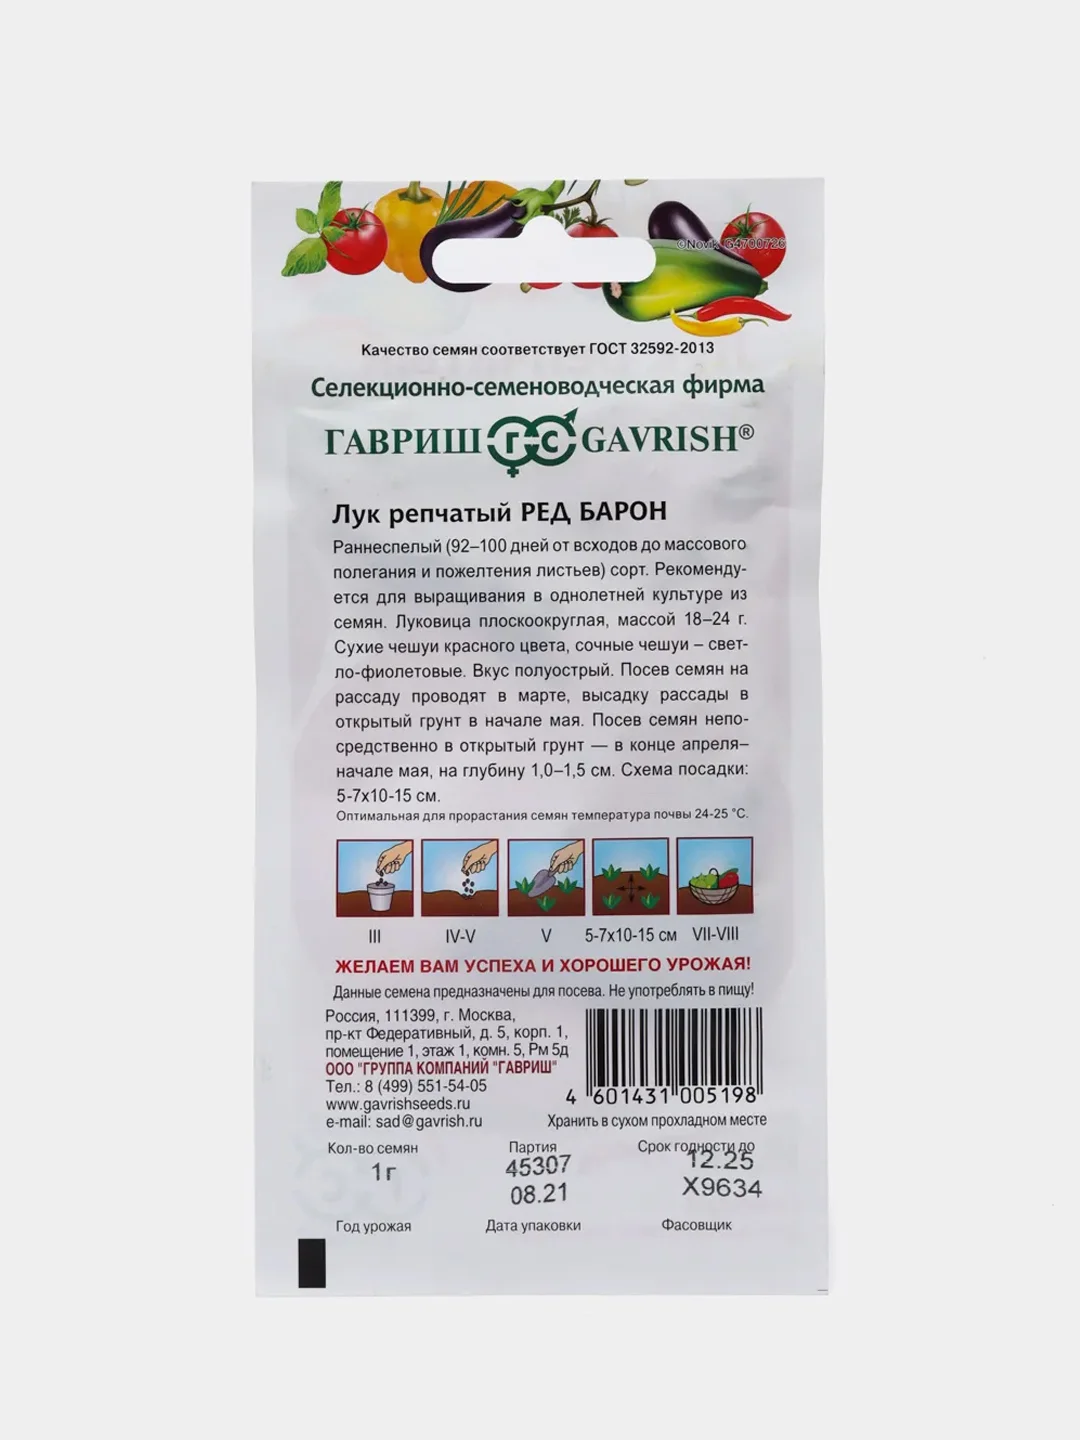 ©Novik G4700726
Качество семян соответствует ГОСТ 32592-2013
Селекционно-семеноводческая фирма
ГАВРИШ ГС GAVRISH®
Лук репчатый РЕД БАРОН
Раннеспелый (92–100 дней от всходов до массового
полегания и пожелтения листьев) сорт. Рекоменду-
ется для выращивания в однолетней культуре из
семян. Луковица плоскоокруглая, массой 18–24 г.
Сухие чешуи красного цвета, сочные чешуи – свет-
ло-фиолетовые. Вкус полуострый. Посев семян на
рассаду проводят в марте, высадку рассады в
открытый грунт в начале мая. Посев семян непо-
средственно в открытый грунт — в конце апреля–
начале мая, на глубину 1,0–1,5 см. Схема посадки:
5-7х10-15 см.
Оптимальная для прорастания семян температура почвы 24-25 °С.
III IV-V V 5-7х10-15 см VII-VIII
ЖЕЛАЕМ ВАМ УСПЕХА И ХОРОШЕГО УРОЖАЯ!
Данные семена предназначены для посева. Не употреблять в пищу!
Россия, 111399, г. Москва,
пр-кт Федеративный, д. 5, корп. 1,
помещение 1, этаж 1, комн. 5, Рм 5д
ООО "ГРУППА КОМПАНИЙ "ГАВРИШ"
Тел.: 8 (499) 551-54-05
www.gavrishseeds.ru
e-mail: sad@gavrish.ru
4 601431 005198
Хранить в сухом прохладном месте
Кол-во семян Партия Срок годности до
1г 45307 12.25
08.21 X9634
Год урожая Дата упаковки Фасовщик